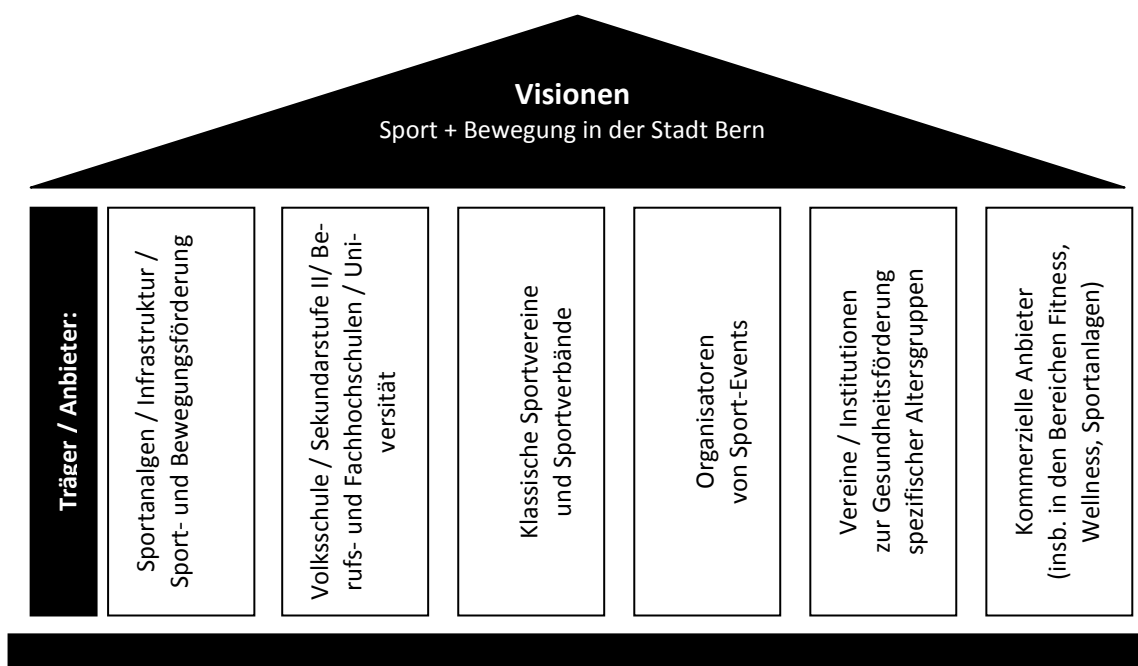 Visionen
Sport + Bewegung in der Stadt Bern
Träger / Anbieter:
Sportanalgen / Infrastruktur /
Sport- und Bewegungsförderung
Volksschule / Sekundarstufe II/ Be-
rufs- und Fachhochschulen / Uni-
versität
Klassische Sportvereine
und Sportverbände
Organisatoren
von Sport-Events
Vereine / Institutionen
zur Gesundheitsförderung
spezifischer Altersgruppen
Kommerzielle Anbieter
(insb. in den Bereichen Fitness,
Wellness, Sportanlagen)